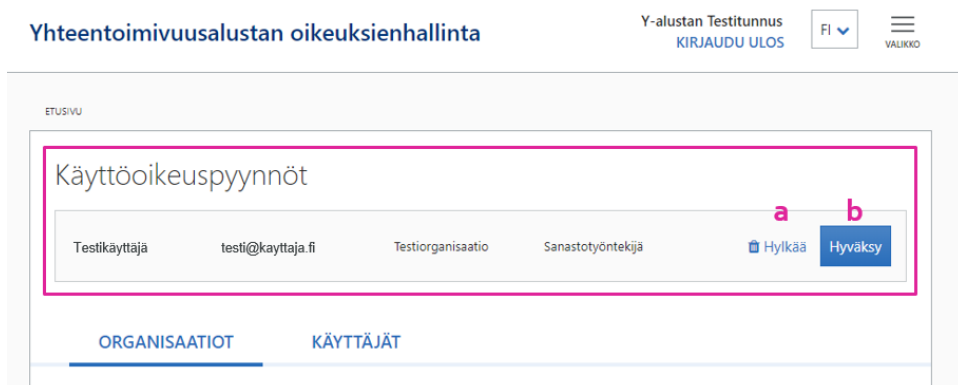 Yhteentoimivuusalustan oikeuksienhallinta
Y-alustan Testitunnus
KIRJAUDU ULOS
FI
VALIKKO
ETUSIVU
Käyttöoikeuspyynnöt
a b
Testikäyttäjä testi@kayttaja.fi Testiorganisaatio Sanastotyöntekijä Hylkää Hyväksy
ORGANISAATIOT KÄYTTÄJÄT